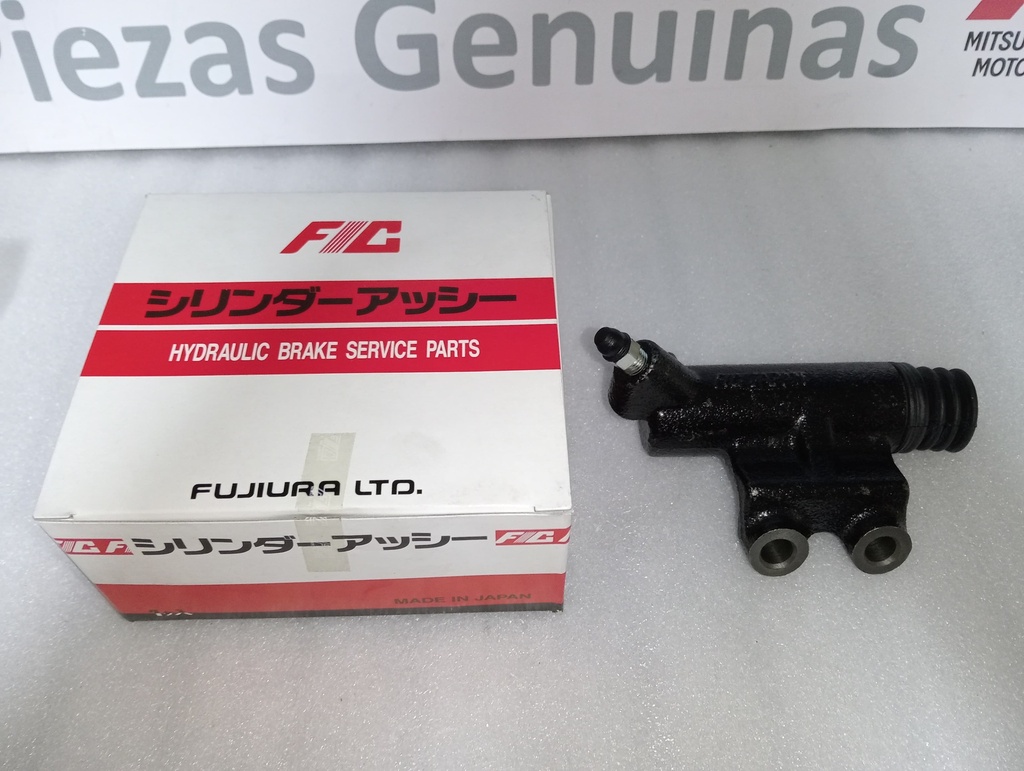 Piezas Genuinas
MITSU
MOTO
FIC
シリンダーアッシー
HYDRAULIC BRAKE SERVICE PARTS
FUJIURA LTD.
FIC F シリンダーアッシー FIC
MADE IN JAPAN